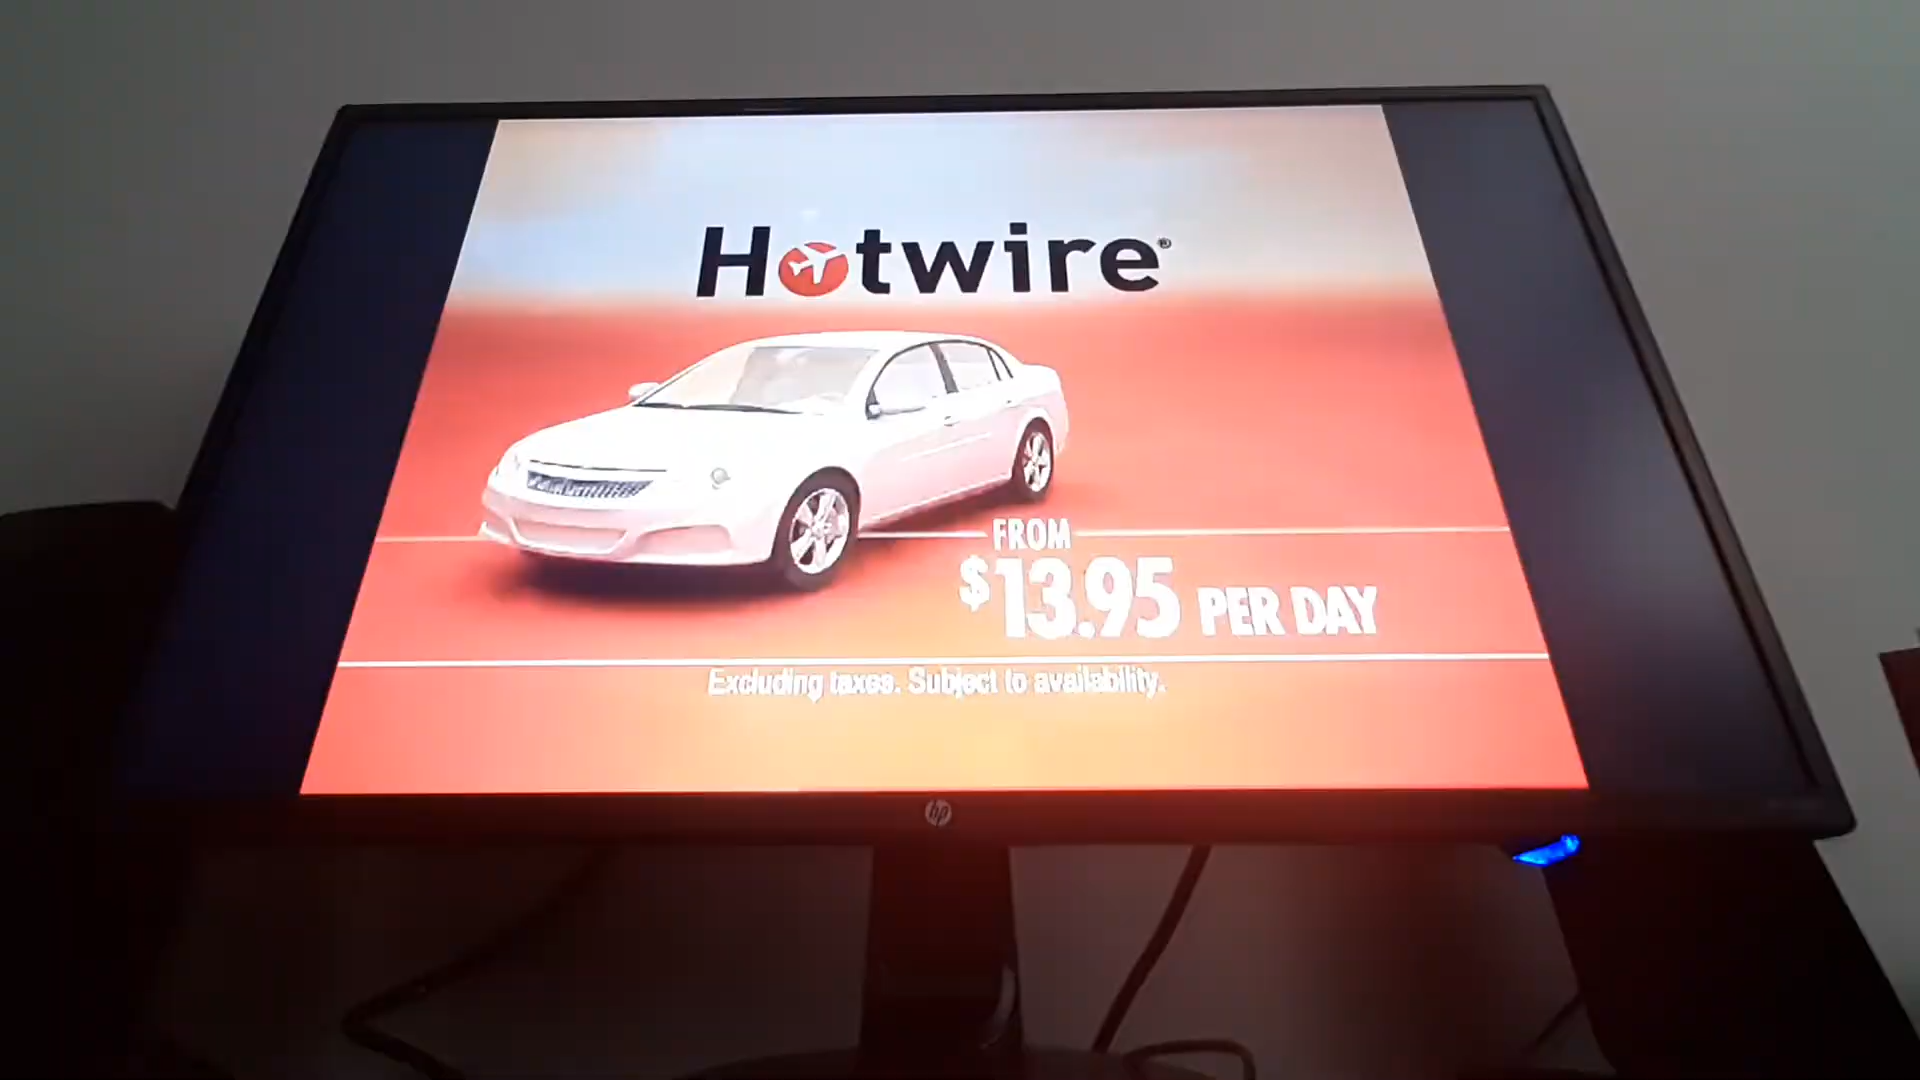 Hotwire®
FROM
$13.95 PER DAY
Excluding taxes. Subject to availability.
hp